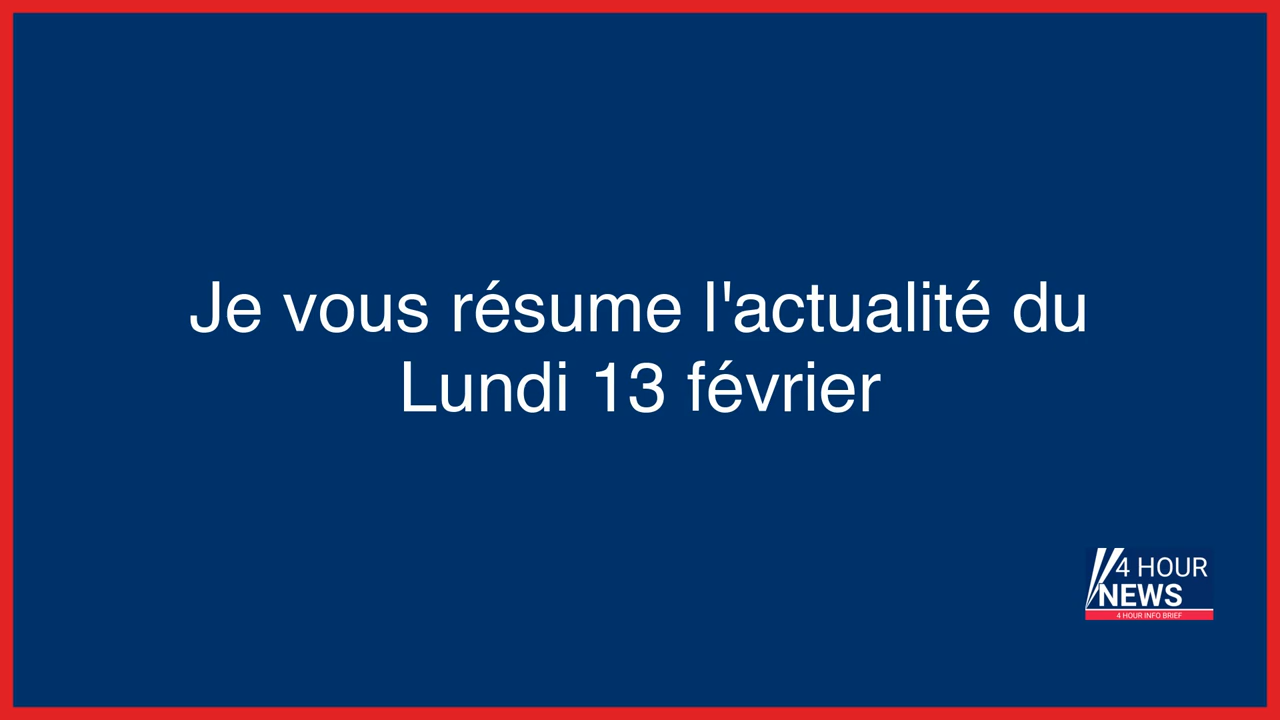 Je vous résume l'actualité du
Lundi 13 février
4 HOUR
NEWS
4 HOUR INFO BRIEF